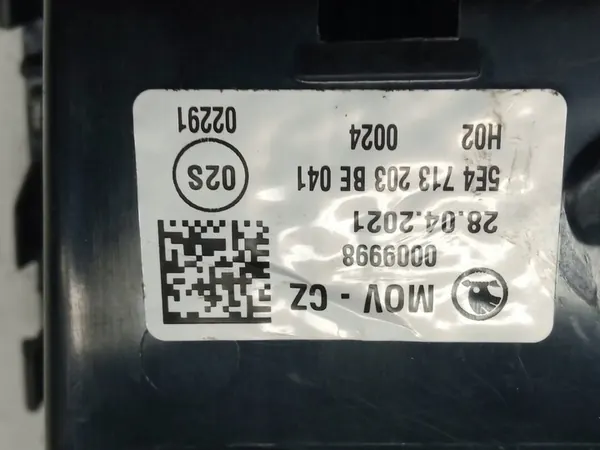 MOV - CZ
0009998
28.04.2021
5E4 713 203 BE 041
H02 0024
02S
02291